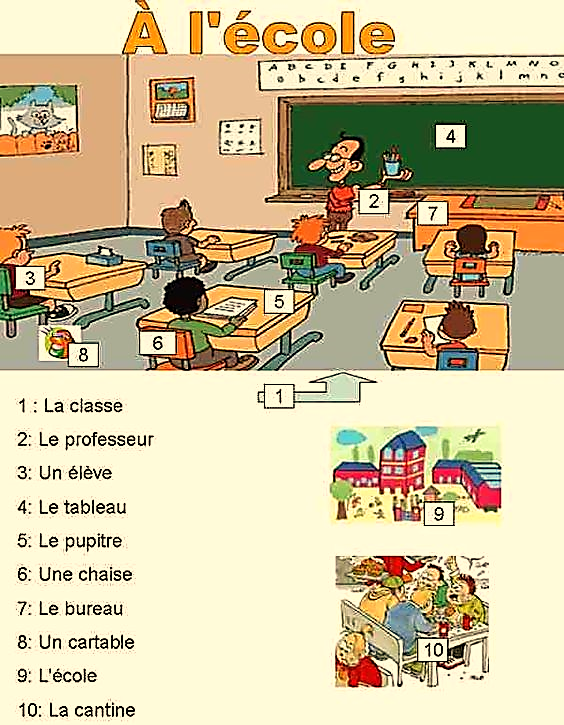 À l'école
A B C D E F G H I J K L M N O
a b c d e f g h i j k l m n o
4
2
7
3
5
6
8
1
1 : La classe
2: Le professeur
3: Un élève
4: Le tableau
5: Le pupitre
6: Une chaise
7: Le bureau
8: Un cartable
9: L'école
10: La cantine
9
10